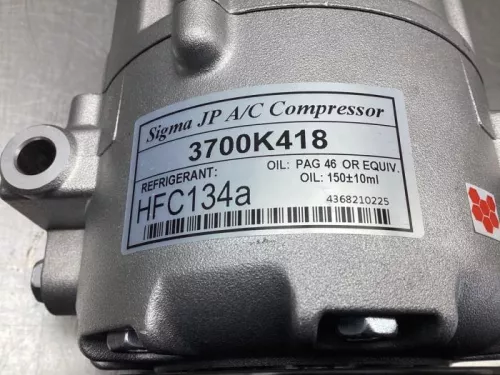 Sigma JP A/C Compressor
3700K418
REFRIGERANT:
OIL: PAG 46 OR EQUIV.
HFC134a
OIL: 150±10ml
4368210225